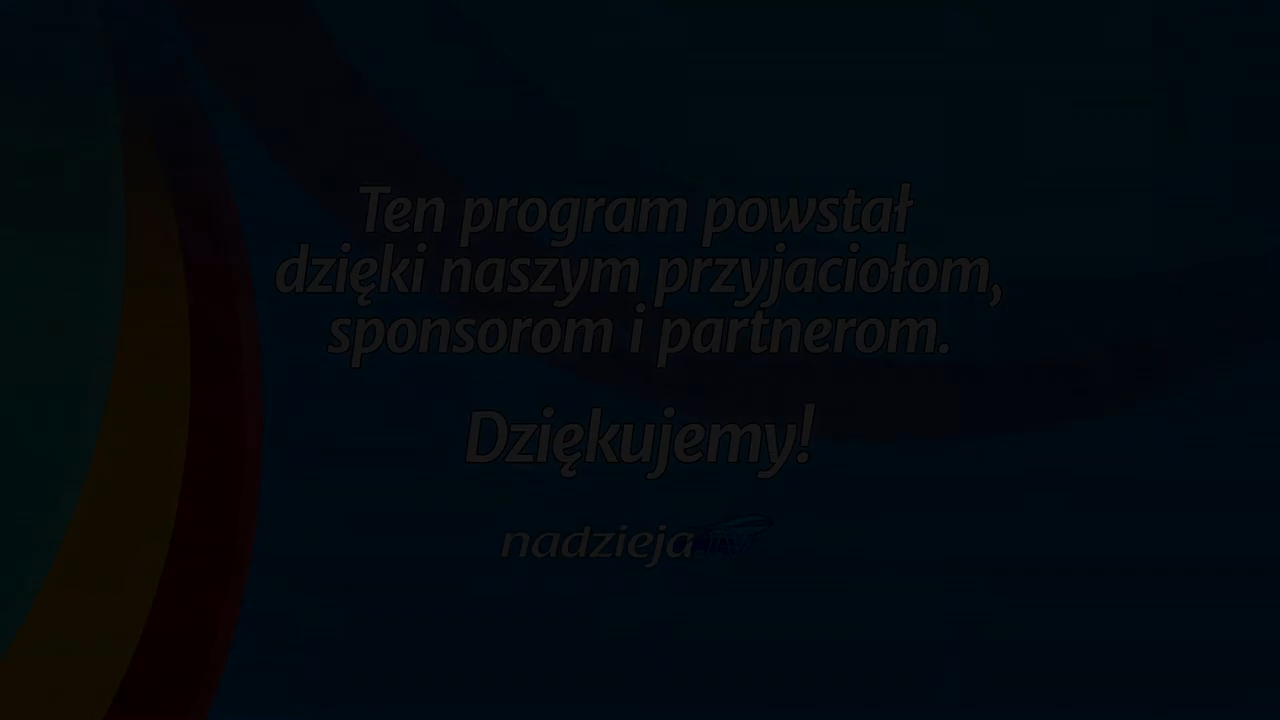 Ten program powstał
dzięki naszym przyjaciołom,
sponsorom i partnerom.
Dziękujemy!
nadzieja